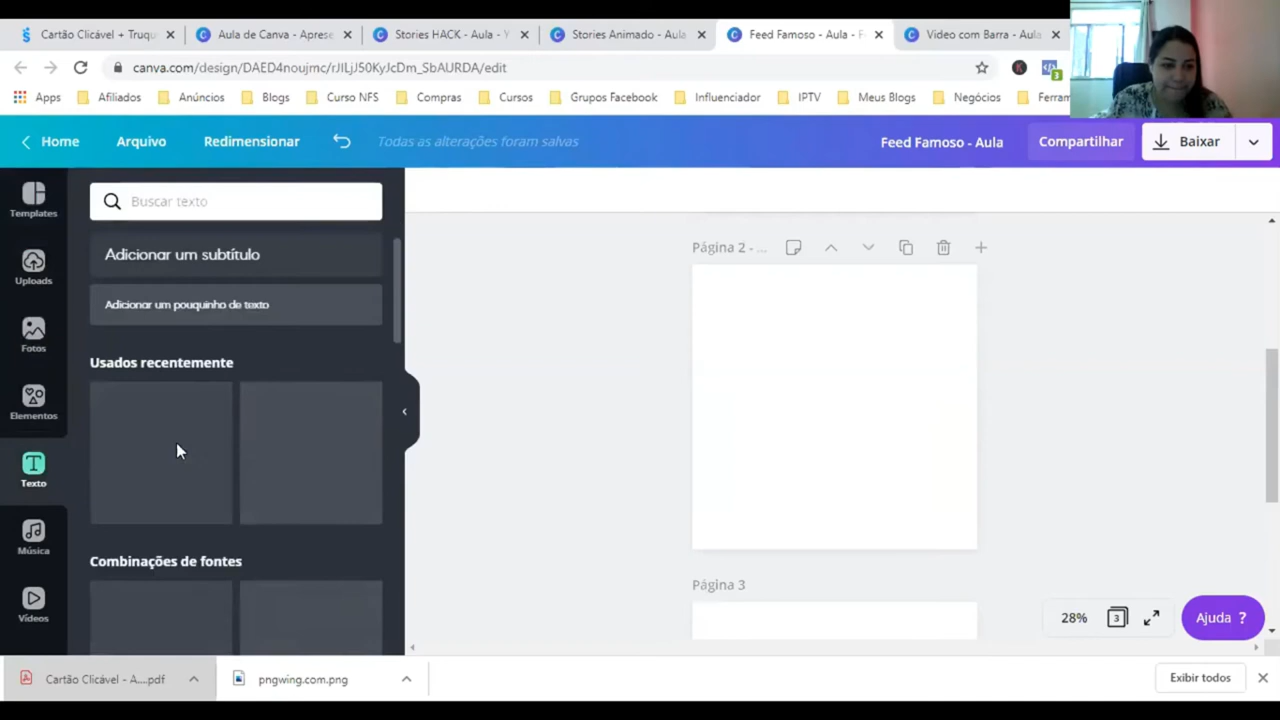 Cartão Clicável + Truqu
Aula de Canva - Aprese
Stories HACK - Aula - Y
Stories Animado - Aula
Feed Famoso - Aula - F
Video com Barra - Aula
canva.com/design/DAED4noujmc/rJILjJ50KyJcDm_SbAURDA/edit
Apps
Afiliados
Anúncios
Blogs
Curso NFS
Compras
Cursos
Grupos Facebook
Influenciador
IPTV
Meus Blogs
Negócios
Ferram
Home
Arquivo
Redimensionar
Todas as alterações foram salvas
Feed Famoso - Aula
Compartilhar
Baixar
Templates
Uploads
Fotos
Elementos
Texto
Música
Vídeos
Buscar texto
Adicionar um subtítulo
Adicionar um pouquinho de texto
Usados recentemente
Combinações de fontes
Página 2 - ...
Página 3
28%
3
Ajuda ?
Cartão Clicável - A....pdf
pngwing.com.png
Exibir todos